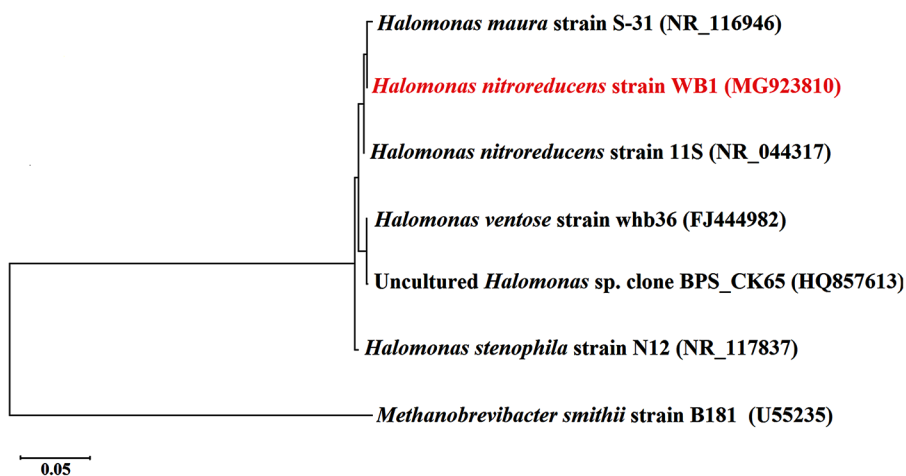 Halomonas maura strain S-31 (NR_116946)
Halomonas nitroreducens strain WB1 (MG923810)
Halomonas nitroreducens strain 11S (NR_044317)
Halomonas ventose strain whb36 (FJ444982)
Uncultured Halomonas sp. clone BPS_CK65 (HQ857613)
Halomonas stenophila strain N12 (NR_117837)
Methanobrevibacter smithii strain B181 (U55235)
0.05